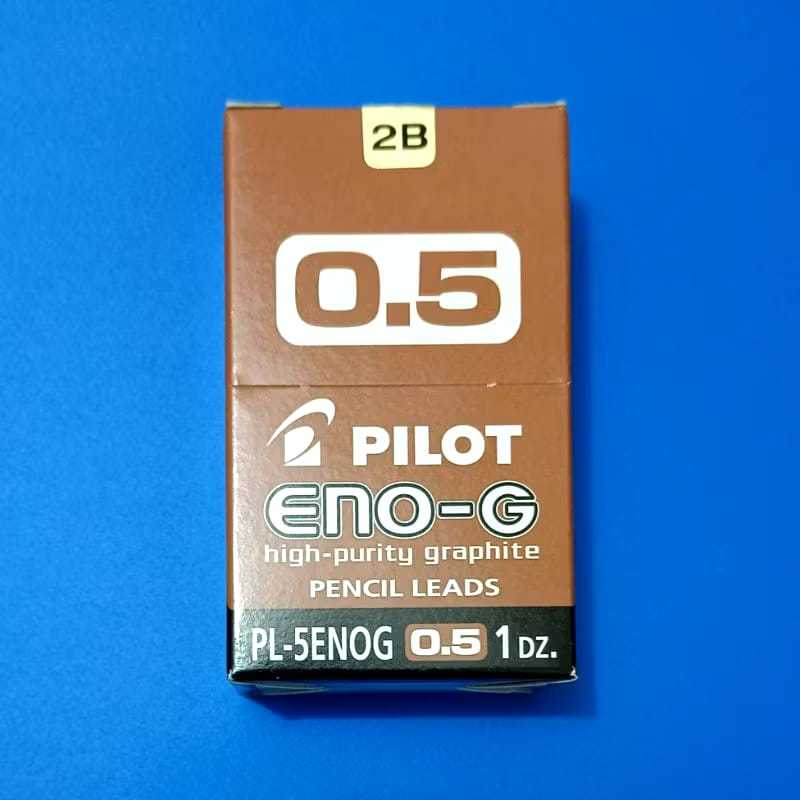 2B
0.5
PILOT
ENO-G
high-purity graphite
PENCIL LEADS
PL-5ENOG 0.5 1 DZ.